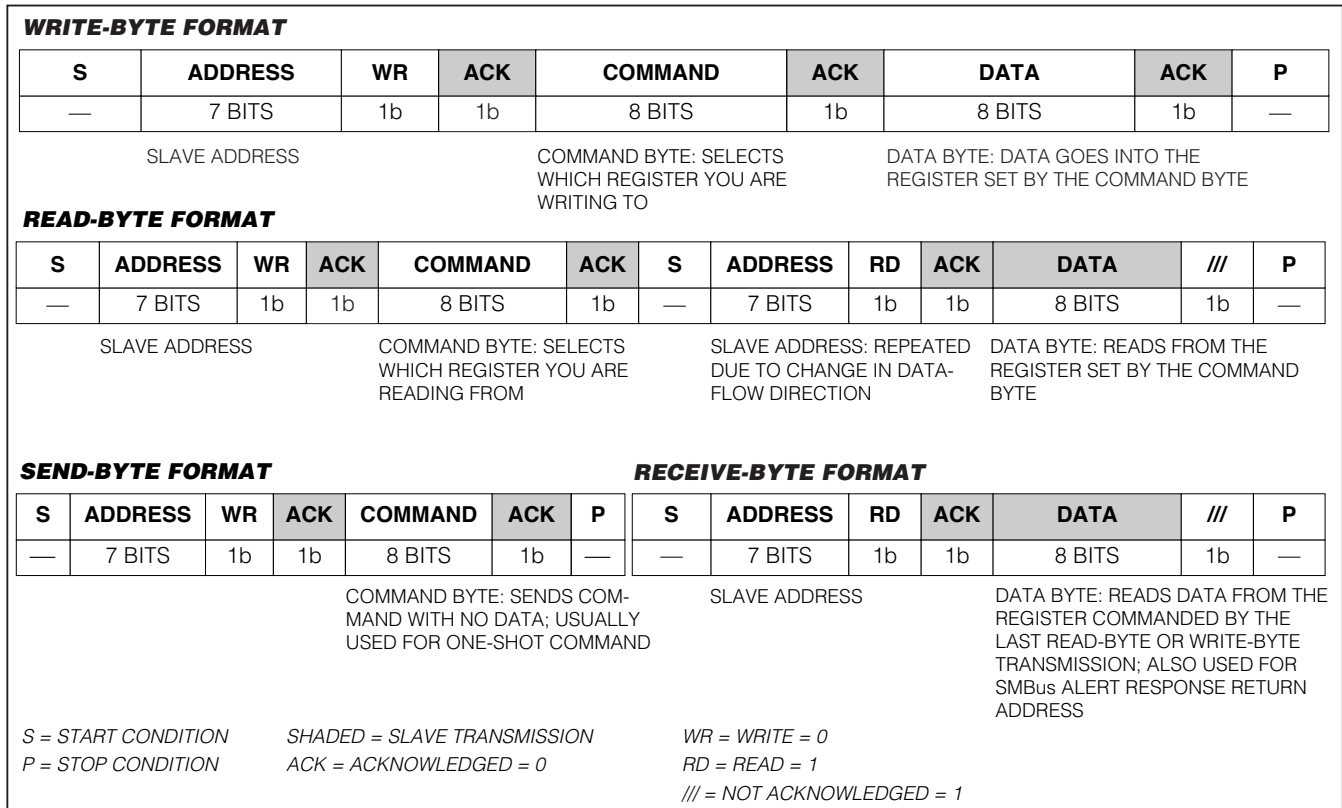 WRITE-BYTE FORMAT
S ADDRESS WR ACK COMMAND ACK DATA ACK P
— 7 BITS 1b 1b 8 BITS 1b 8 BITS 1b —
SLAVE ADDRESS
COMMAND BYTE: SELECTS
WHICH REGISTER YOU ARE
WRITING TO
DATA BYTE: DATA GOES INTO THE
REGISTER SET BY THE COMMAND BYTE
READ-BYTE FORMAT
S ADDRESS WR ACK COMMAND ACK S ADDRESS RD ACK DATA /// P
— 7 BITS 1b 1b 8 BITS 1b — 7 BITS 1b 1b 8 BITS 1b —
SLAVE ADDRESS
COMMAND BYTE: SELECTS
WHICH REGISTER YOU ARE
READING FROM
SLAVE ADDRESS: REPEATED
DUE TO CHANGE IN DATA-
FLOW DIRECTION
DATA BYTE: READS FROM THE
REGISTER SET BY THE COMMAND
BYTE
SEND-BYTE FORMAT
S ADDRESS WR ACK COMMAND ACK P
— 7 BITS 1b 1b 8 BITS 1b —
COMMAND BYTE: SENDS COM-
MAND WITH NO DATA; USUALLY
USED FOR ONE-SHOT COMMAND
RECEIVE-BYTE FORMAT
S ADDRESS RD ACK DATA /// P
— 7 BITS 1b 1b 8 BITS 1b —
SLAVE ADDRESS
DATA BYTE: READS DATA FROM THE
REGISTER COMMANDED BY THE
LAST READ-BYTE OR WRITE-BYTE
TRANSMISSION; ALSO USED FOR
SMBus ALERT RESPONSE RETURN
ADDRESS
S = START CONDITION SHADED = SLAVE TRANSMISSION WR = WRITE = 0
P = STOP CONDITION ACK = ACKNOWLEDGED = 0 RD = READ = 1
/// = NOT ACKNOWLEDGED = 1